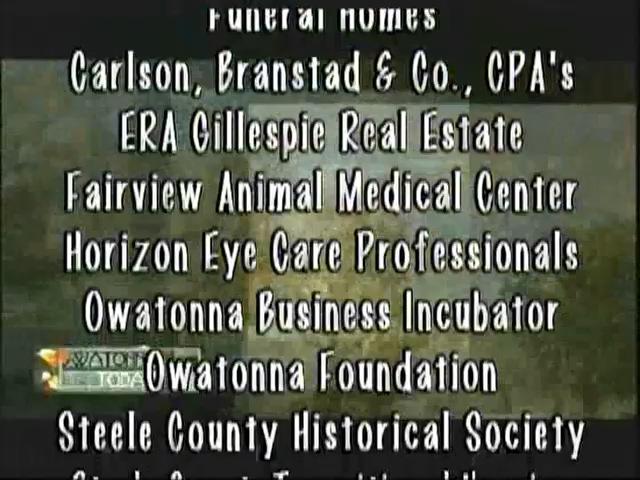 Funeral Homes
Carlson, Branstad & Co., CPA's
ERA Gillespie Real Estate
Fairview Animal Medical Center
Horizon Eye Care Professionals
Owatonna Business Incubator
Owatonna Foundation
Steele County Historical Society